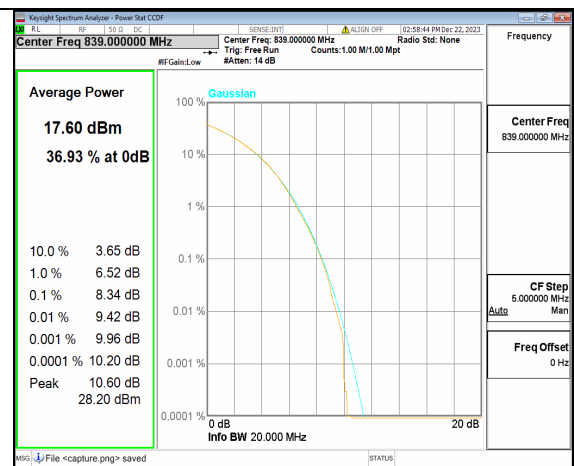 Keysight Spectrum Analyzer - Power Stat CCDF
LXI RL RF 50 Ω DC SENSE:INT ALIGN OFF 02:58:44 PM Dec 22, 2023
Center Freq 839.000000 MHz
Center Freq: 839.000000 MHz Radio Std: None
Trig: Free Run Counts:1.00 M/1.00 Mpt
#IFGain:Low #Atten: 14 dB
Frequency
Average Power
17.60 dBm
36.93 % at 0dB
10.0 % 3.65 dB
1.0 % 6.52 dB
0.1 % 8.34 dB
0.01 % 9.42 dB
0.001 % 9.96 dB
0.0001 % 10.20 dB
Peak 10.60 dB
28.20 dBm
Gaussian
100 %
10 %
1 %
0.1 %
0.01 %
0.001 %
0.0001 %
0 dB 20 dB
Info BW 20.000 MHz
Center Freq
839.000000 MHz
CF Step
5.000000 MHz
Auto Man
Freq Offset
0 Hz
MSG File <capture.png> saved STATUS